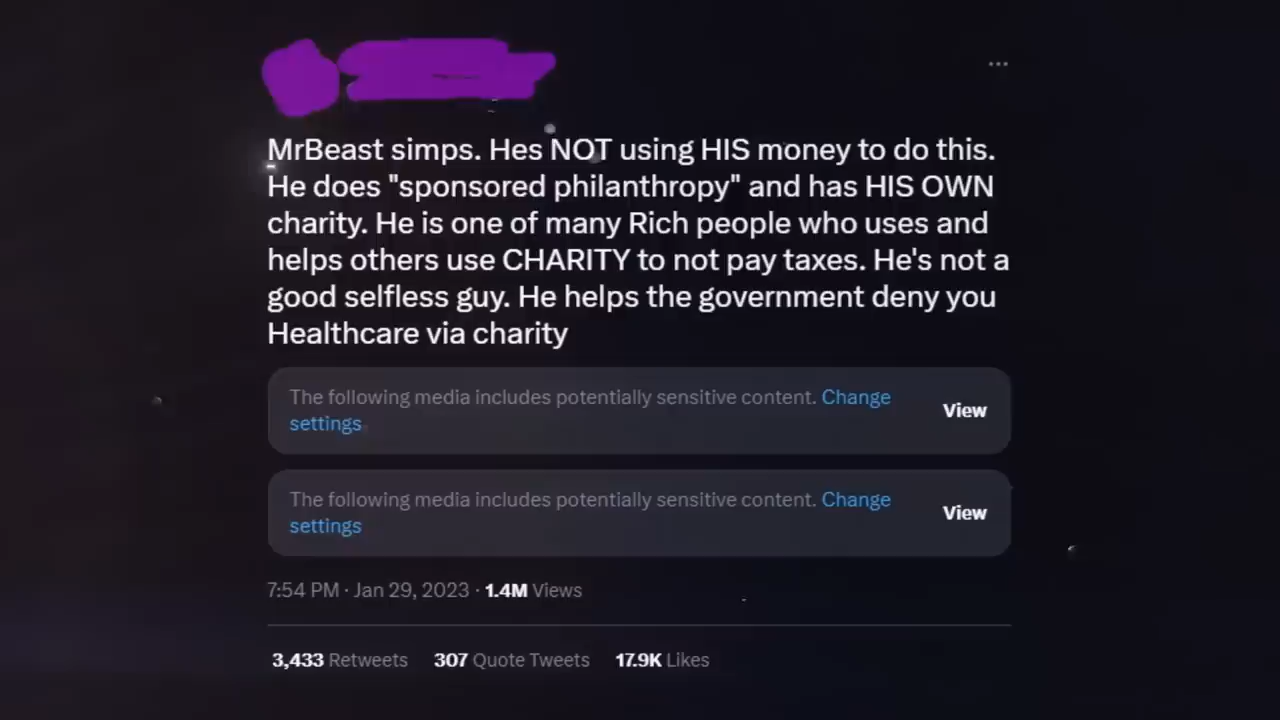 MrBeast simps. Hes NOT using HIS money to do this.
He does "sponsored philanthropy" and has HIS OWN
charity. He is one of many Rich people who uses and
helps others use CHARITY to not pay taxes. He's not a
good selfless guy. He helps the government deny you
Healthcare via charity
The following media includes potentially sensitive content. Change
settings
View
The following media includes potentially sensitive content. Change
settings
View
7:54 PM · Jan 29, 2023 · 1.4M Views
3,433 Retweets 307 Quote Tweets 17.9K Likes